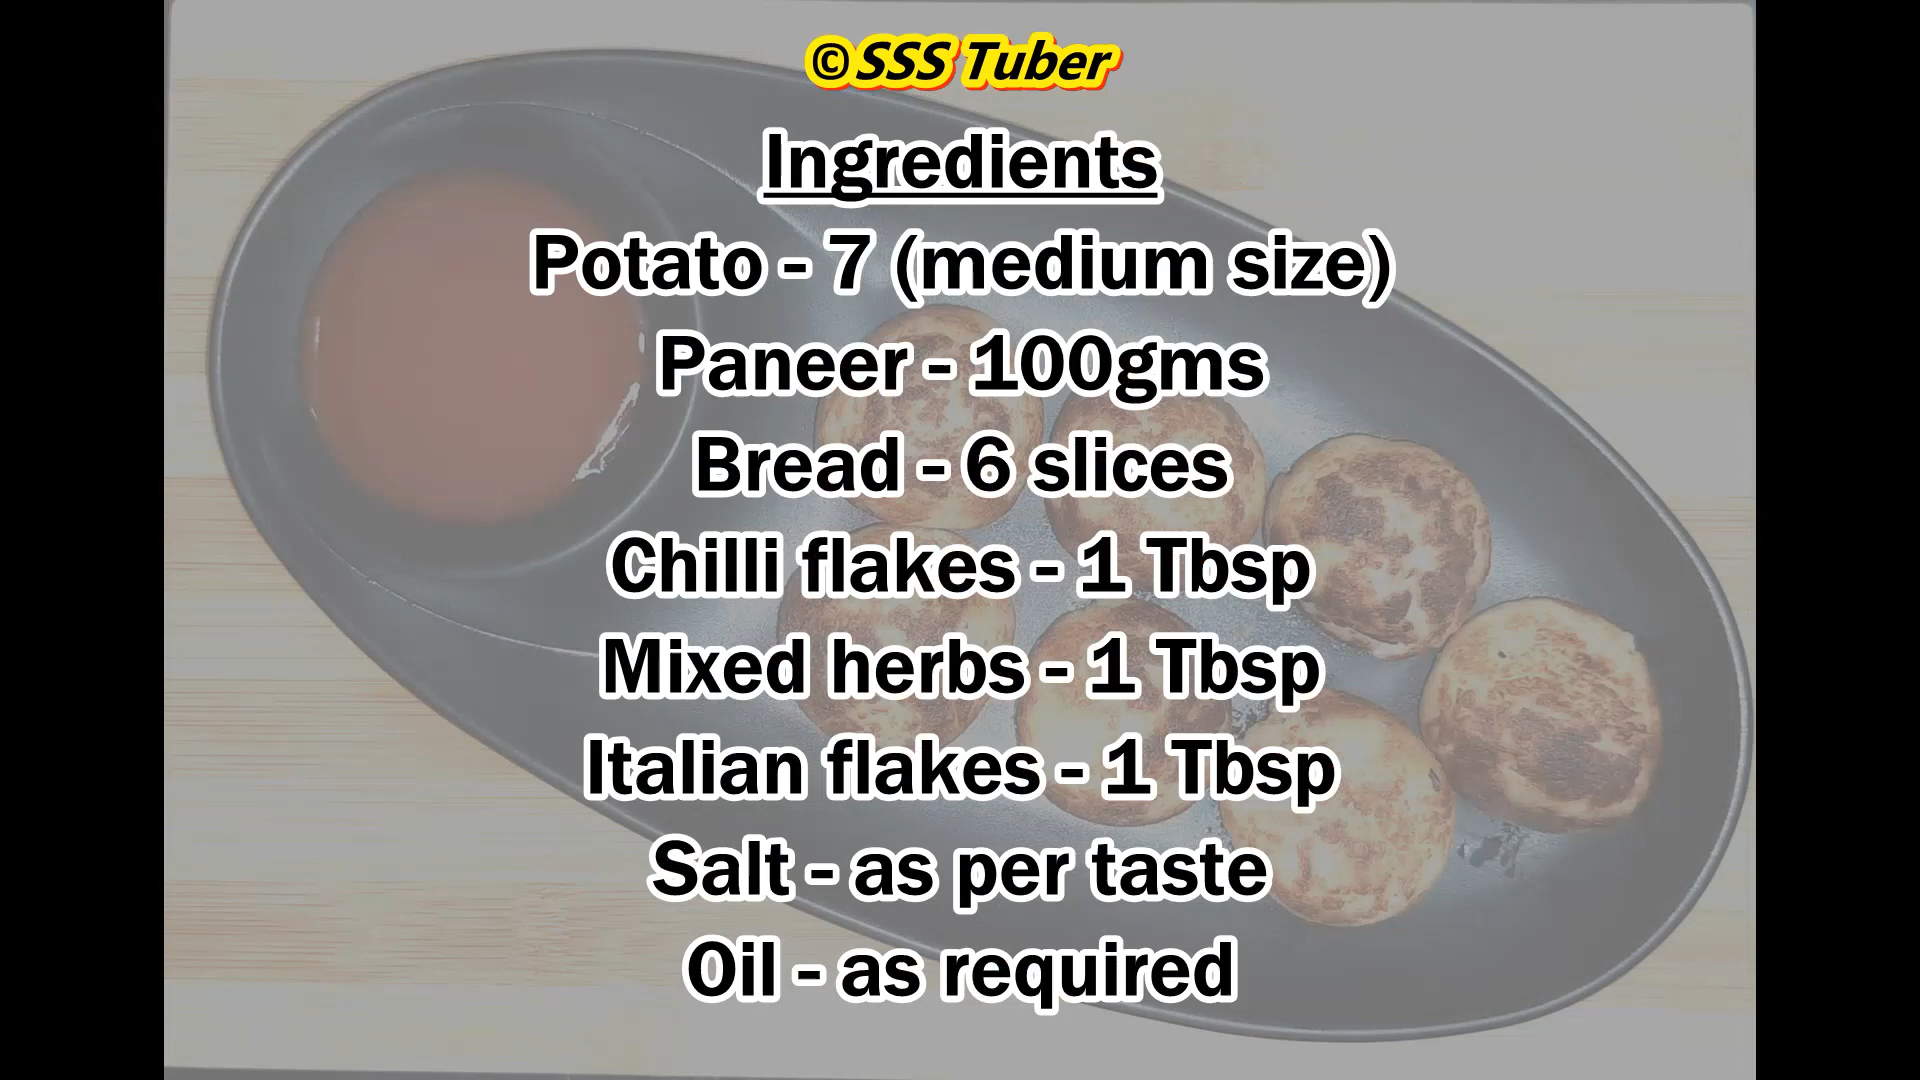 ©SSS Tuber
Ingredients
Potato - 7 (medium size)
Paneer - 100gms
Bread - 6 slices
Chilli flakes - 1 Tbsp
Mixed herbs - 1 Tbsp
Italian flakes - 1 Tbsp
Salt - as per taste
Oil - as required